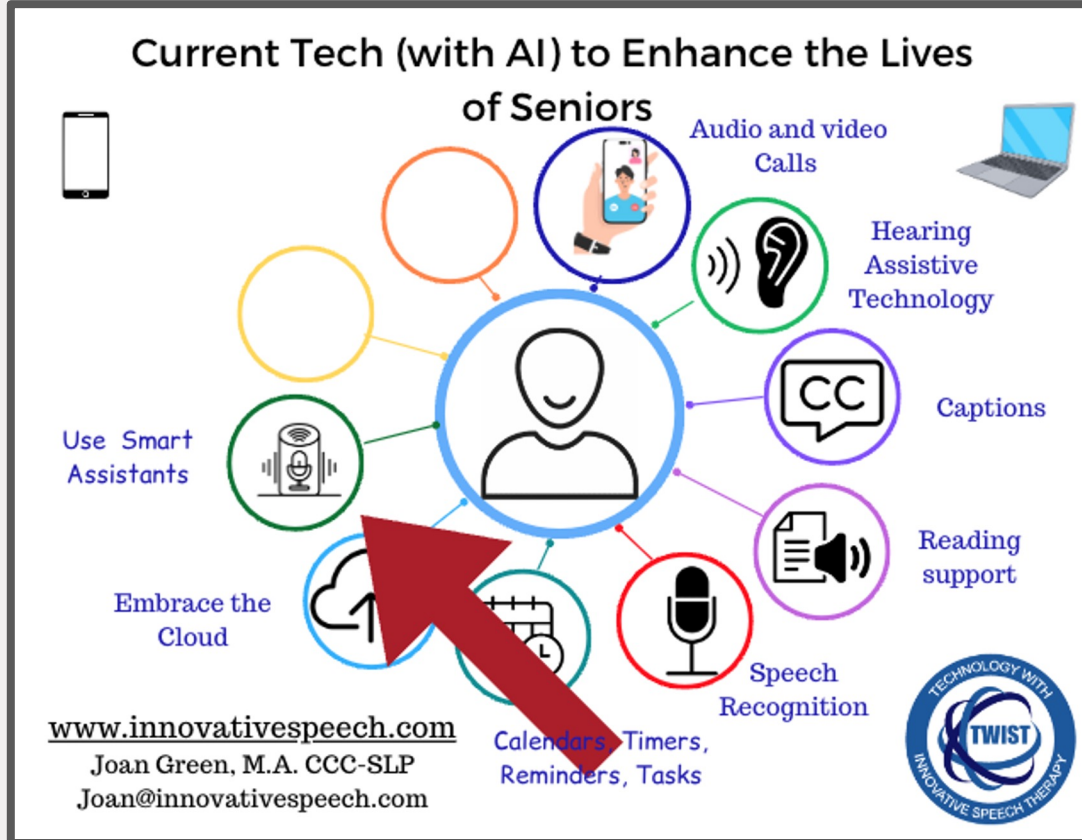 Current Tech (with AI) to Enhance the Lives
of Seniors
Audio and video
Calls
Hearing
Assistive
Technology
CC
Captions
Reading
support
Speech
Recognition
Calendars, Timers,
Reminders, Tasks
Embrace the
Cloud
Use Smart
Assistants
www.innovativespeech.com
Joan Green, M.A. CCC-SLP
Joan@innovativespeech.com
TECHNOLOGY WITH
TWIST
INNOVATIVE SPEECH THERAPY